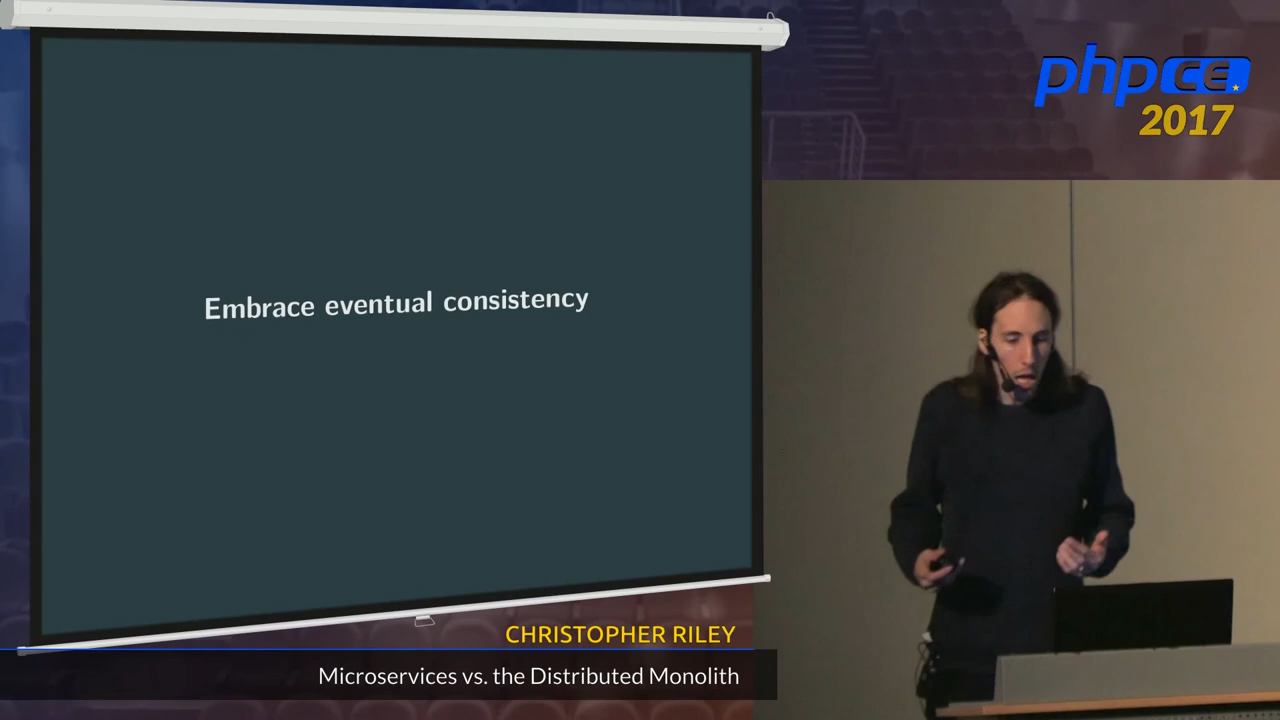 Embrace eventual consistency
phpce
2017
CHRISTOPHER RILEY
Microservices vs. the Distributed Monolith